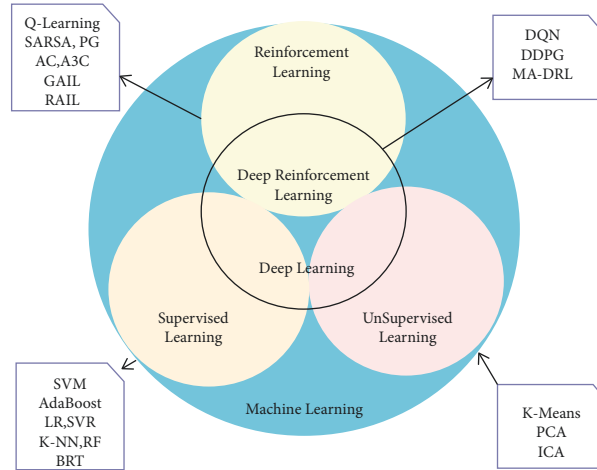 Q-Learning
SARSA, PG
AC,A3C
GAIL
RAIL
Reinforcement
Learning
DQN
DDPG
MA-DRL
Deep Reinforcement
Learning
Deep Learning
Supervised
Learning
UnSupervised
Learning
Machine Learning
SVM
AdaBoost
LR,SVR
K-NN,RF
BRT
K-Means
PCA
ICA